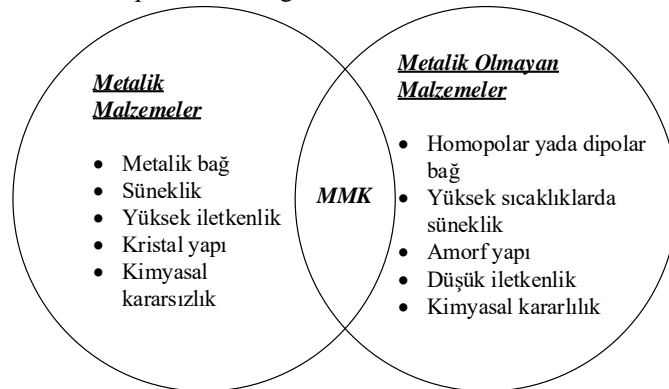 Metalik
Malzemeler
• Metalik bağ
• Süneklik
• Yüksek iletkenlik
• Kristal yapı
• Kimyasal
kararsızlık
MMK
Metalik Olmayan
Malzemeler
• Homopolar yada dipolar
bağ
• Yüksek sıcaklıklarda
süneklik
• Amorf yapı
• Düşük iletkenlik
• Kimyasal kararlılık